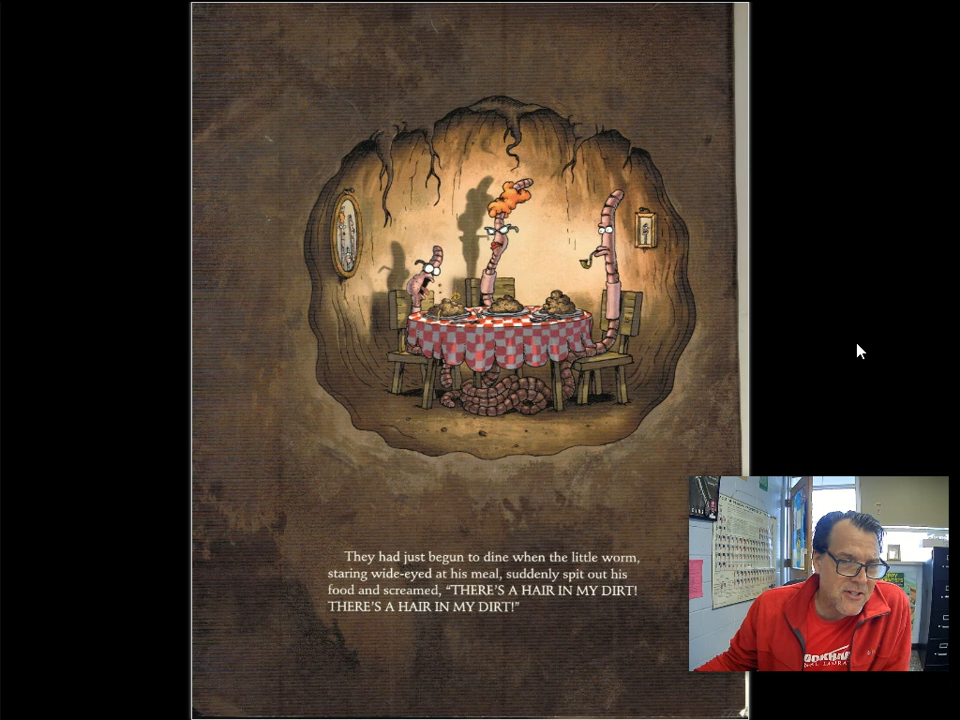 They had just begun to dine when the little worm,
staring wide-eyed at his meal, suddenly spit out his
food and screamed, “THERE’S A HAIR IN MY DIRT!
THERE’S A HAIR IN MY DIRT!”